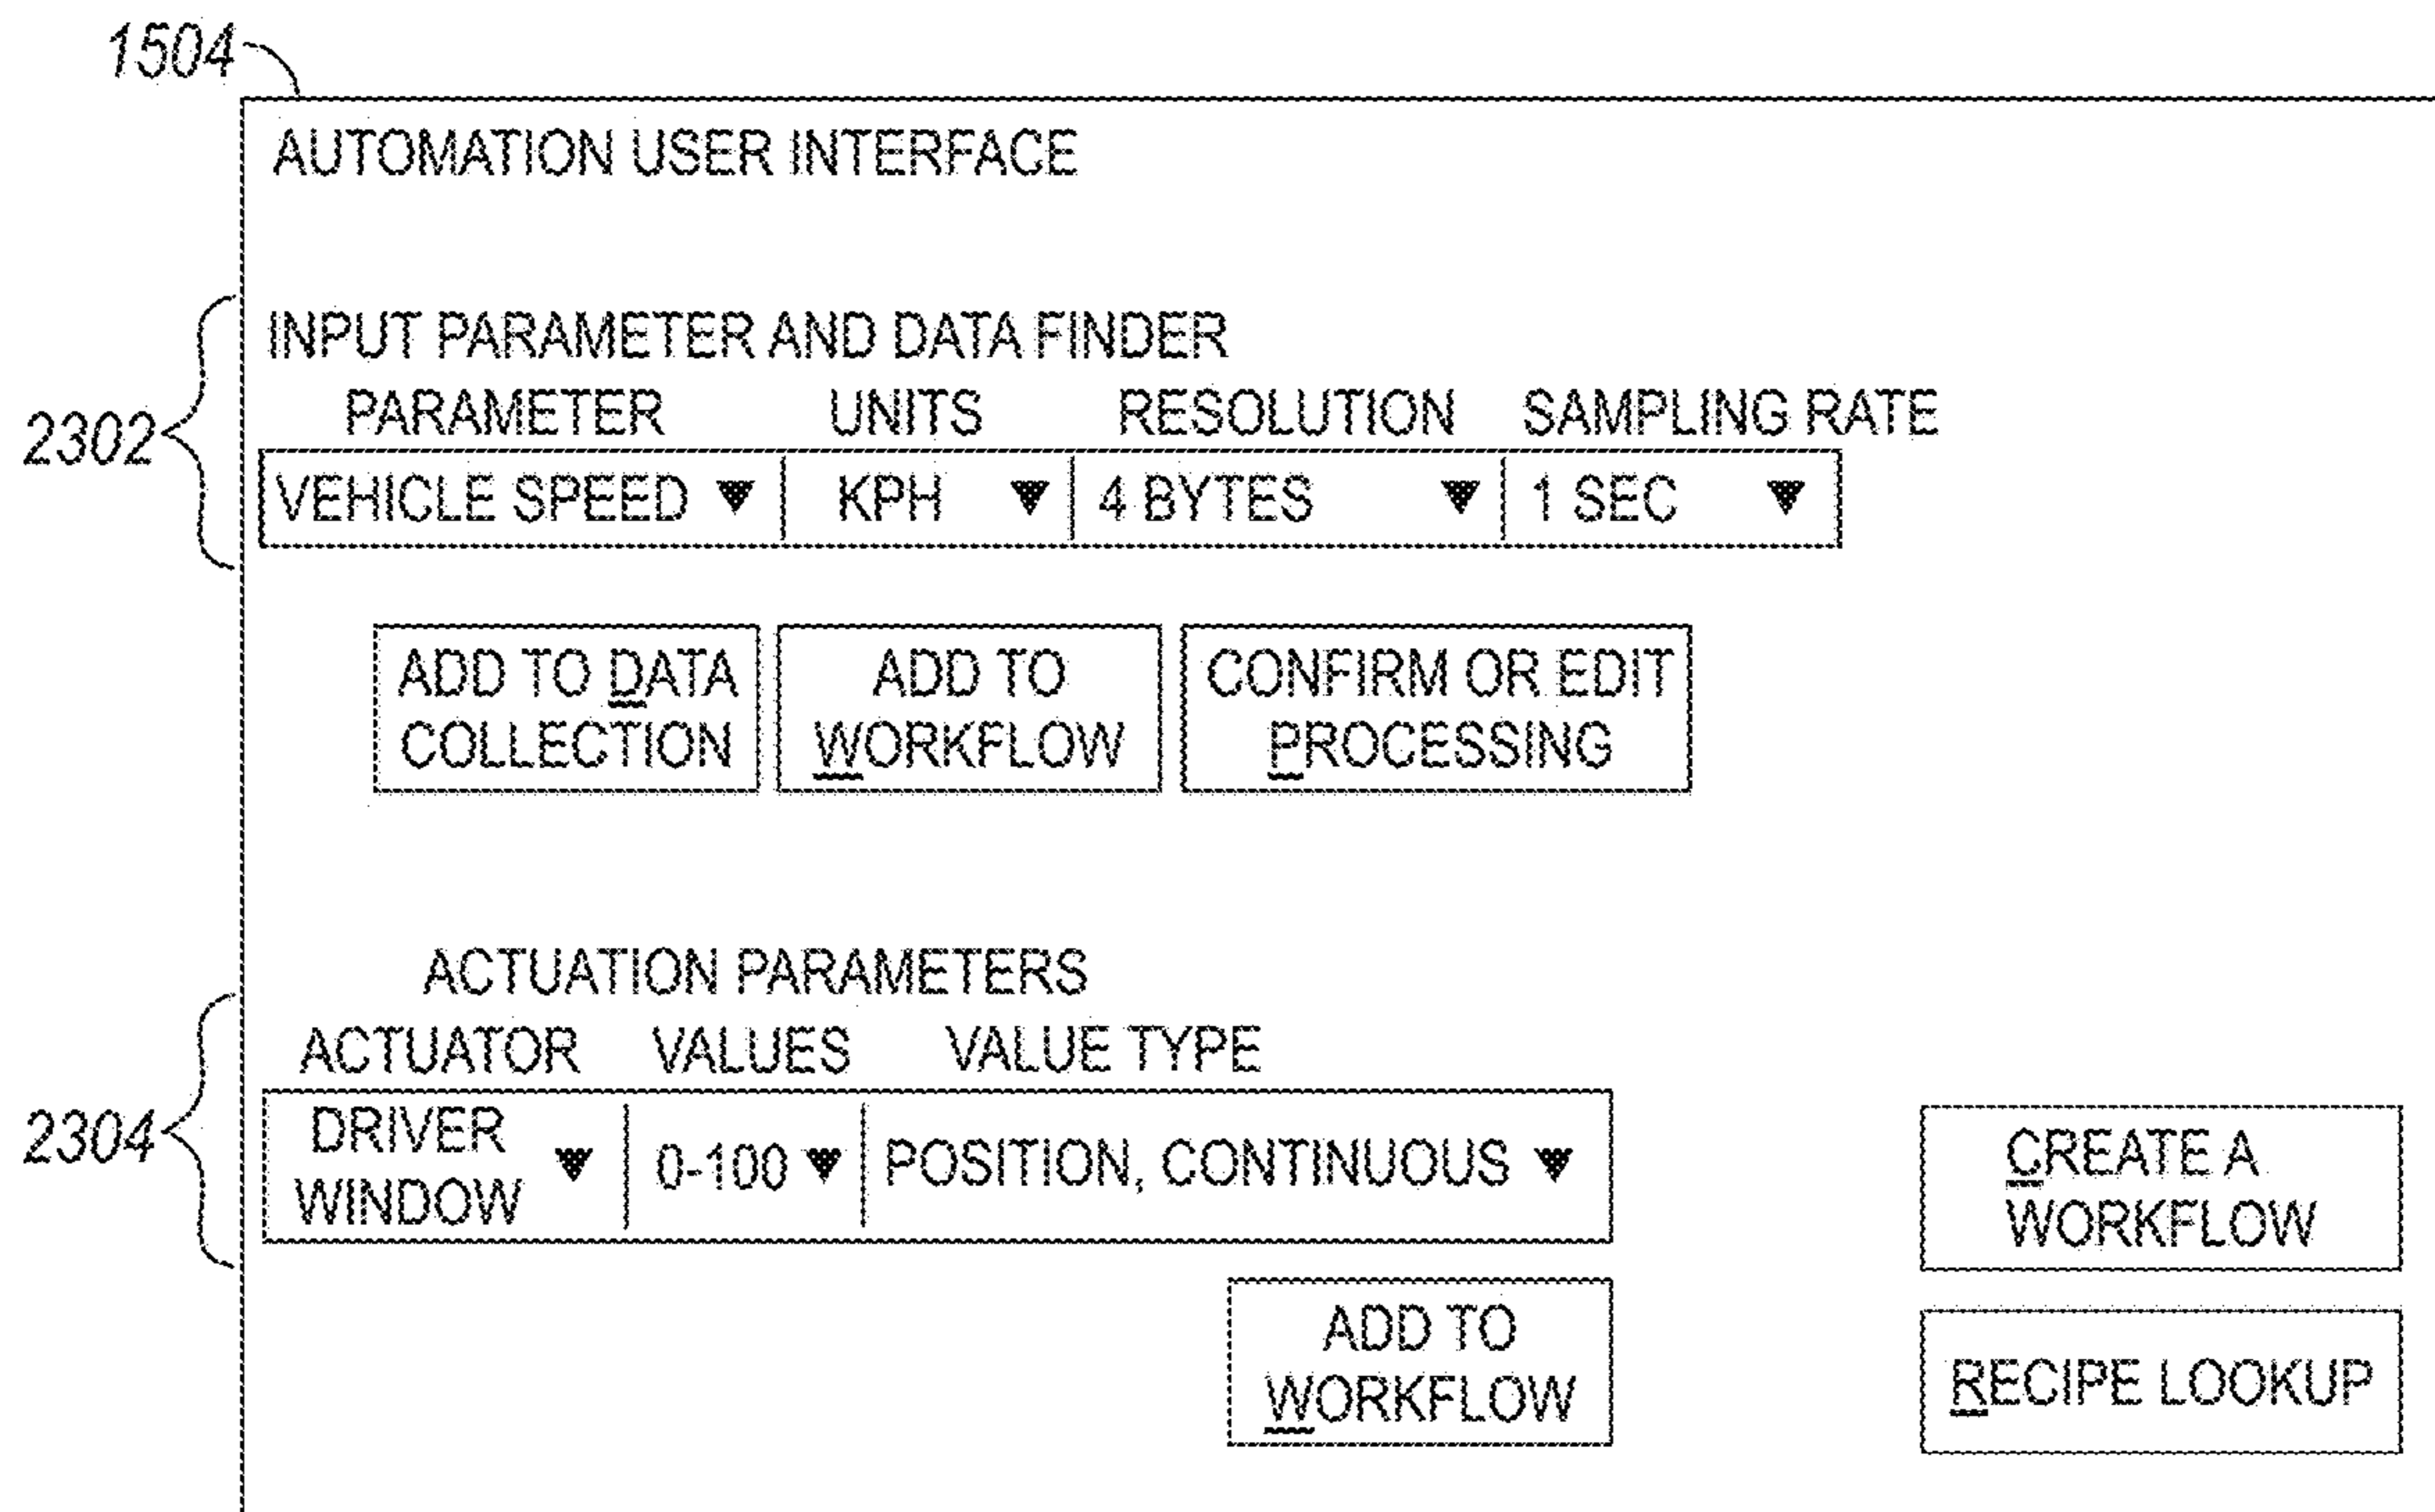 1504
AUTOMATION USER INTERFACE
INPUT PARAMETER AND DATA FINDER
PARAMETER UNITS RESOLUTION SAMPLING RATE
2302
VEHICLE SPEED ▼ KPH ▼ 4 BYTES ▼ 1 SEC ▼
ADD TO DATA
COLLECTION
ADD TO
WORKFLOW
CONFIRM OR EDIT
PROCESSING
ACTUATION PARAMETERS
ACTUATOR VALUES VALUE TYPE
2304
DRIVER
WINDOW ▼ 0-100 ▼ POSITION, CONTINUOUS ▼
CREATE A
WORKFLOW
ADD TO
WORKFLOW
RECIPE LOOKUP